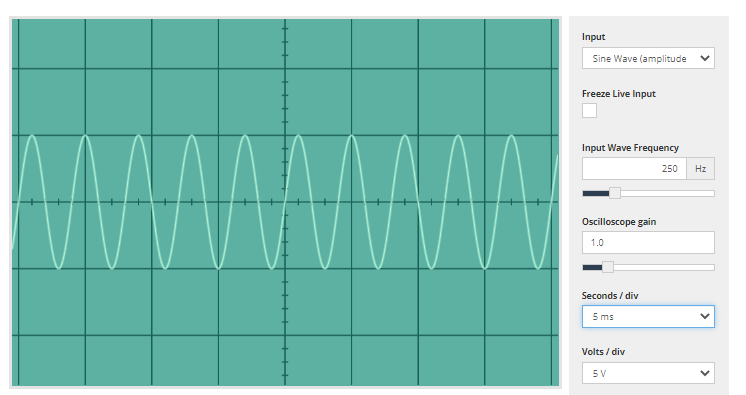 Input
Sine Wave (amplitude
Freeze Live Input
Input Wave Frequency
250 Hz
Oscilloscope gain
1.0
Seconds / div
5 ms
Volts / div
5 V